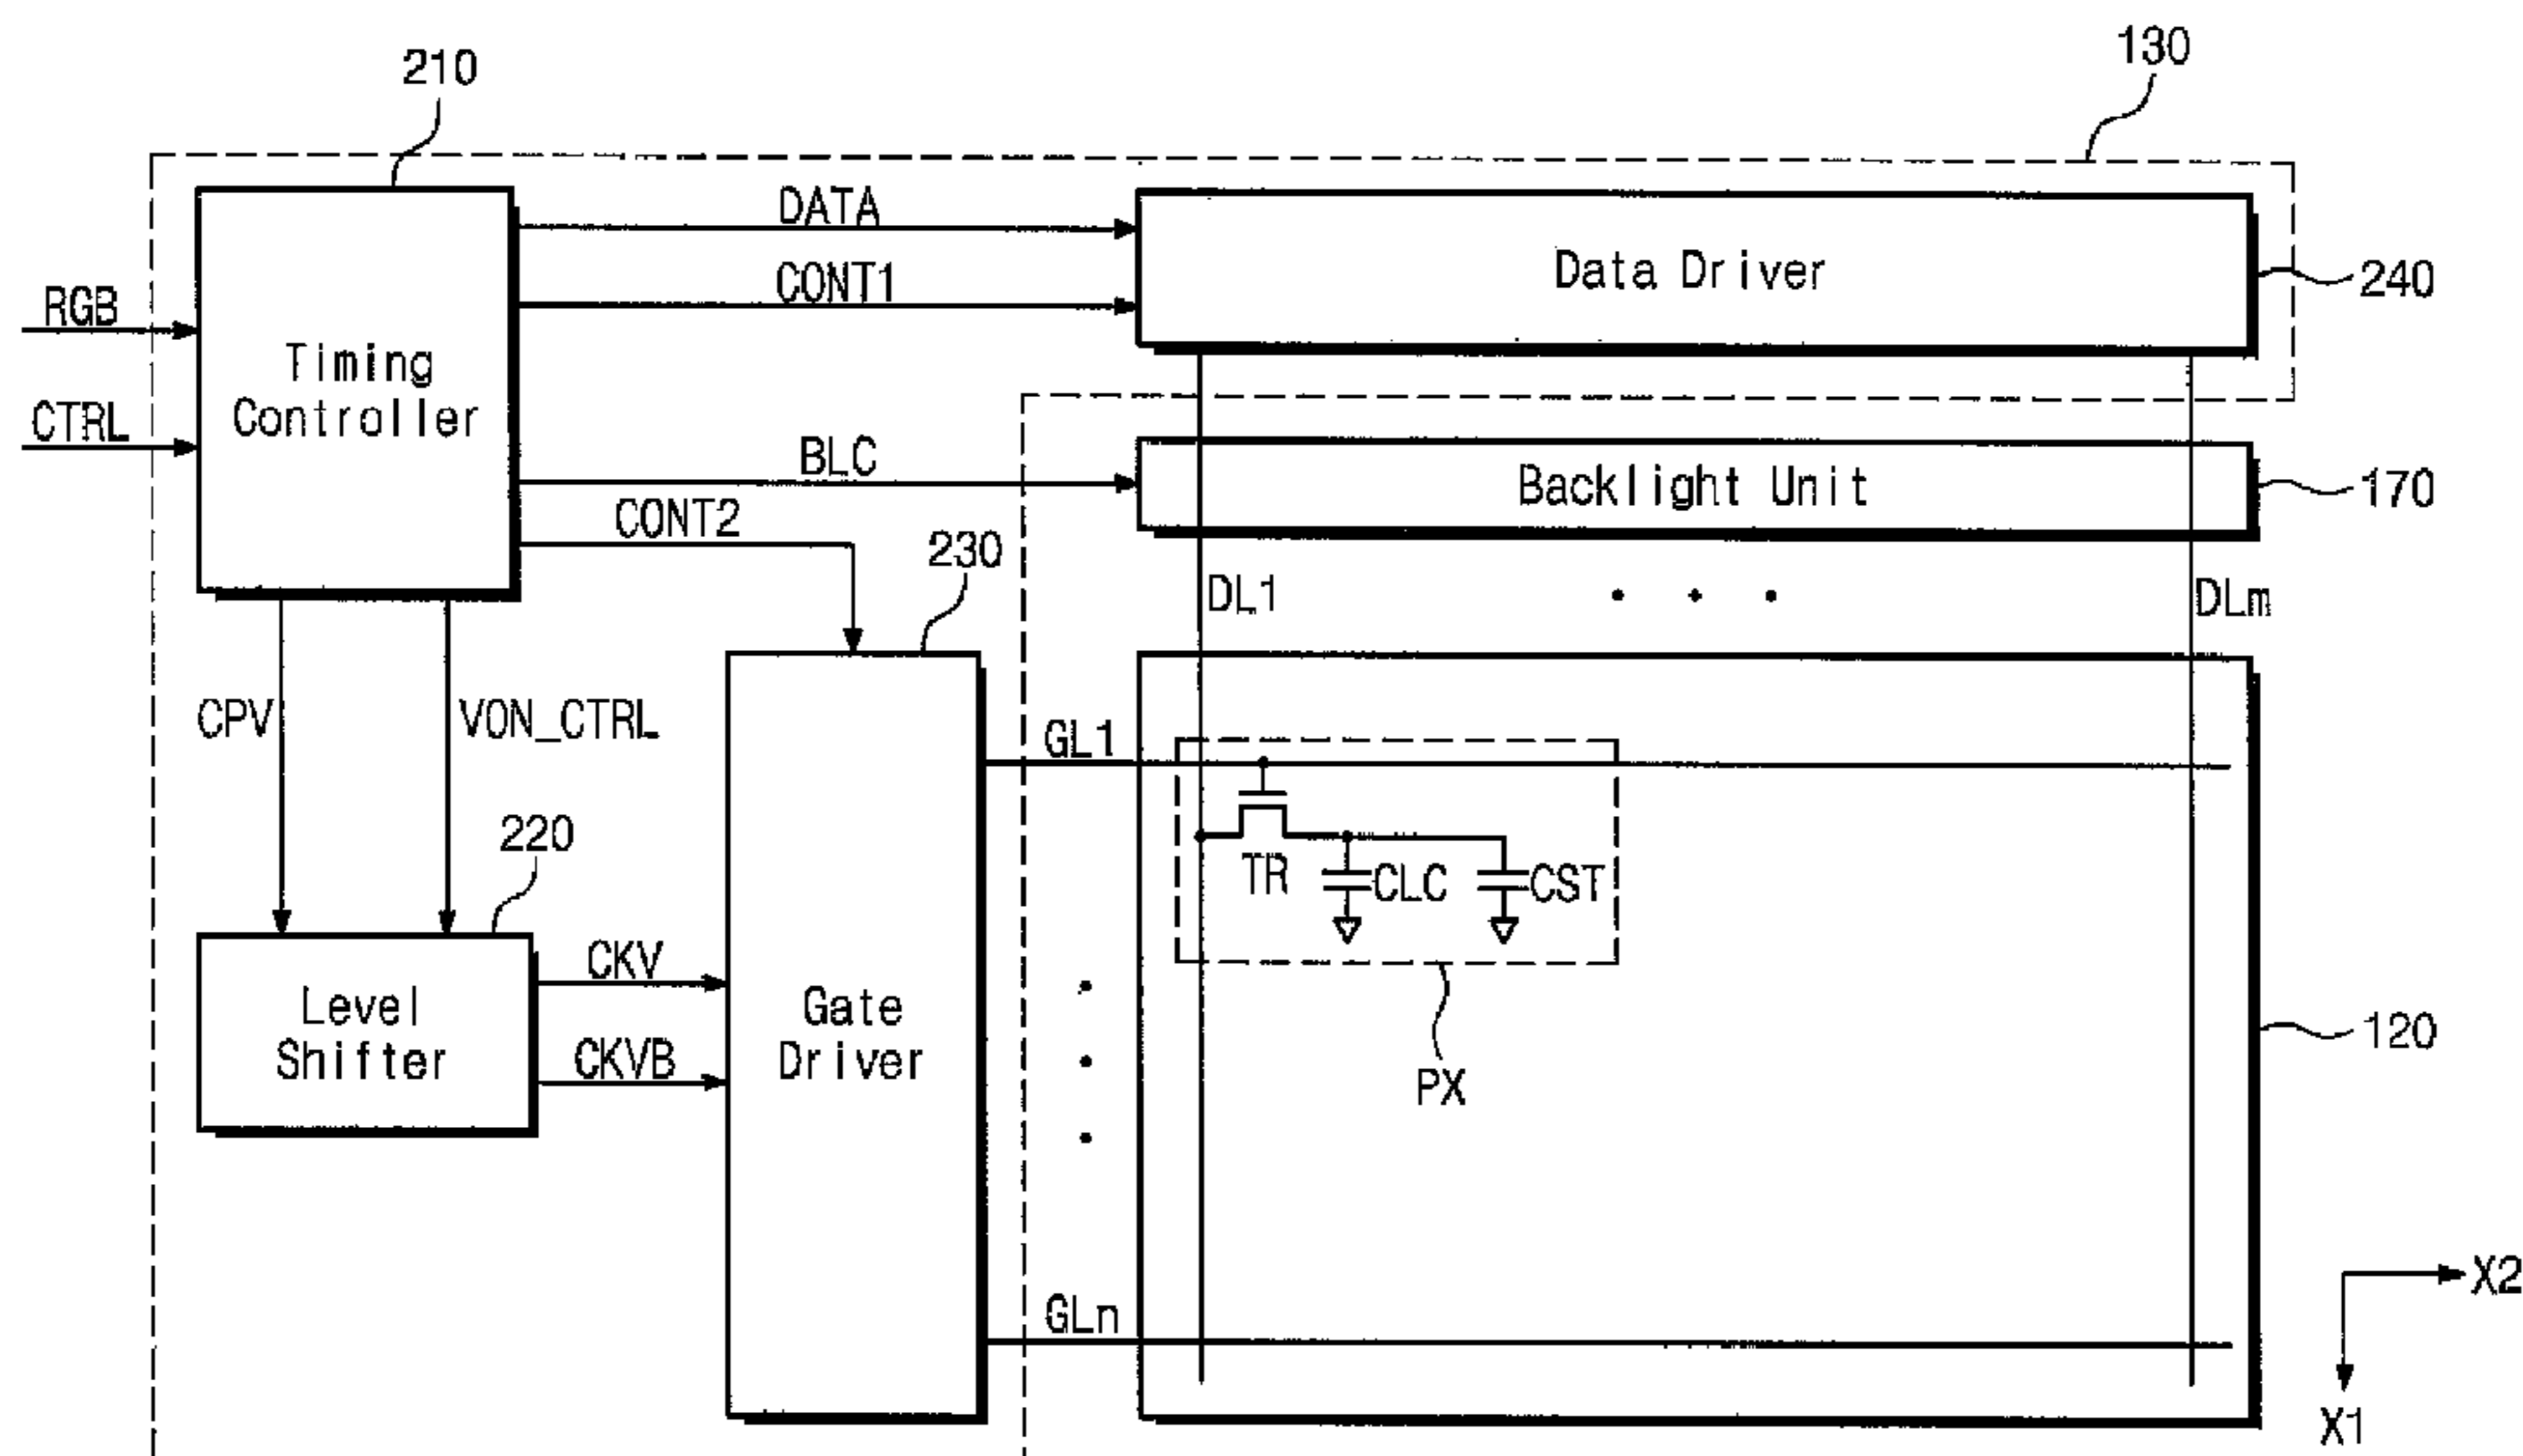 130
210
DATA
Data Driver
240
CONT1
RGB
Timing
Controller
CTRL
BLC
Backlight Unit
170
CONT2
230
DL1
DLm
CPV
VON_CTRL
GL1
220
TR
CLC
CST
CKV
Level
Shifter
Gate
Driver
CKVB
120
PX
X2
GLn
X1